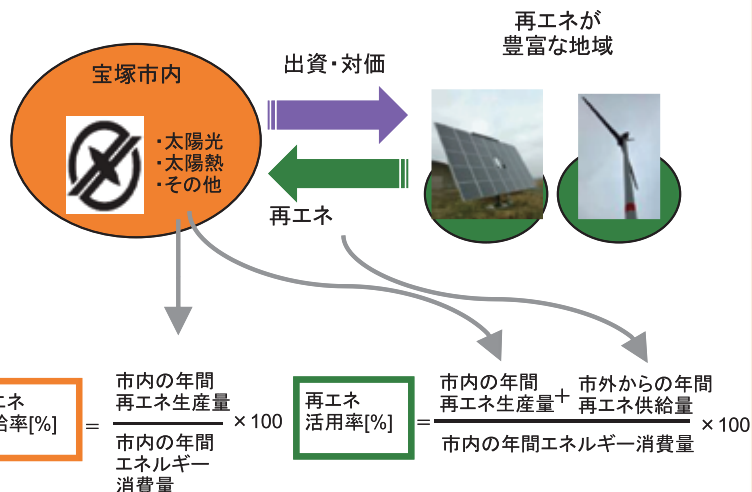 再エネが
豊富な地域
宝塚市内
出資・対価
・太陽光
・太陽熱
・その他
再エネ
エネ
給率[%]
=
市内の年間
再エネ生産量
市内の年間
エネルギー
消費量
×100
再エネ
活用率[%]
=
市内の年間
再エネ生産量
+
市外からの年間
再エネ供給量
市内の年間エネルギー消費量
×100